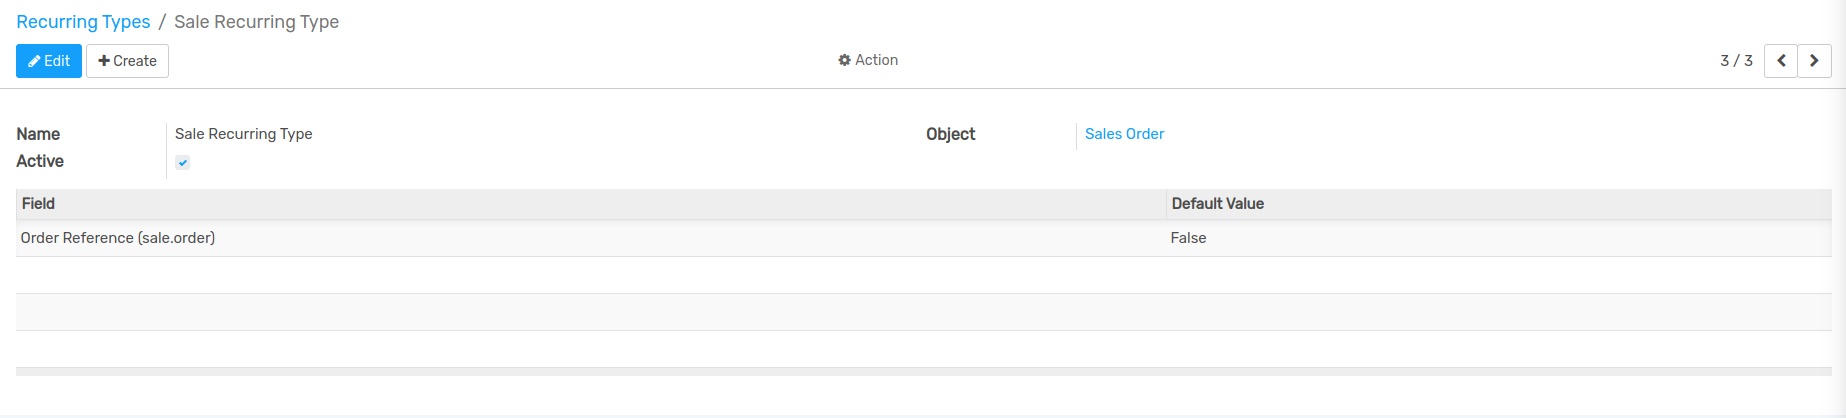 Recurring Types / Sale Recurring Type
Edit Create Action 3 / 3
Name Sale Recurring Type Object Sales Order
Active
Field Default Value
Order Reference (sale.order) False